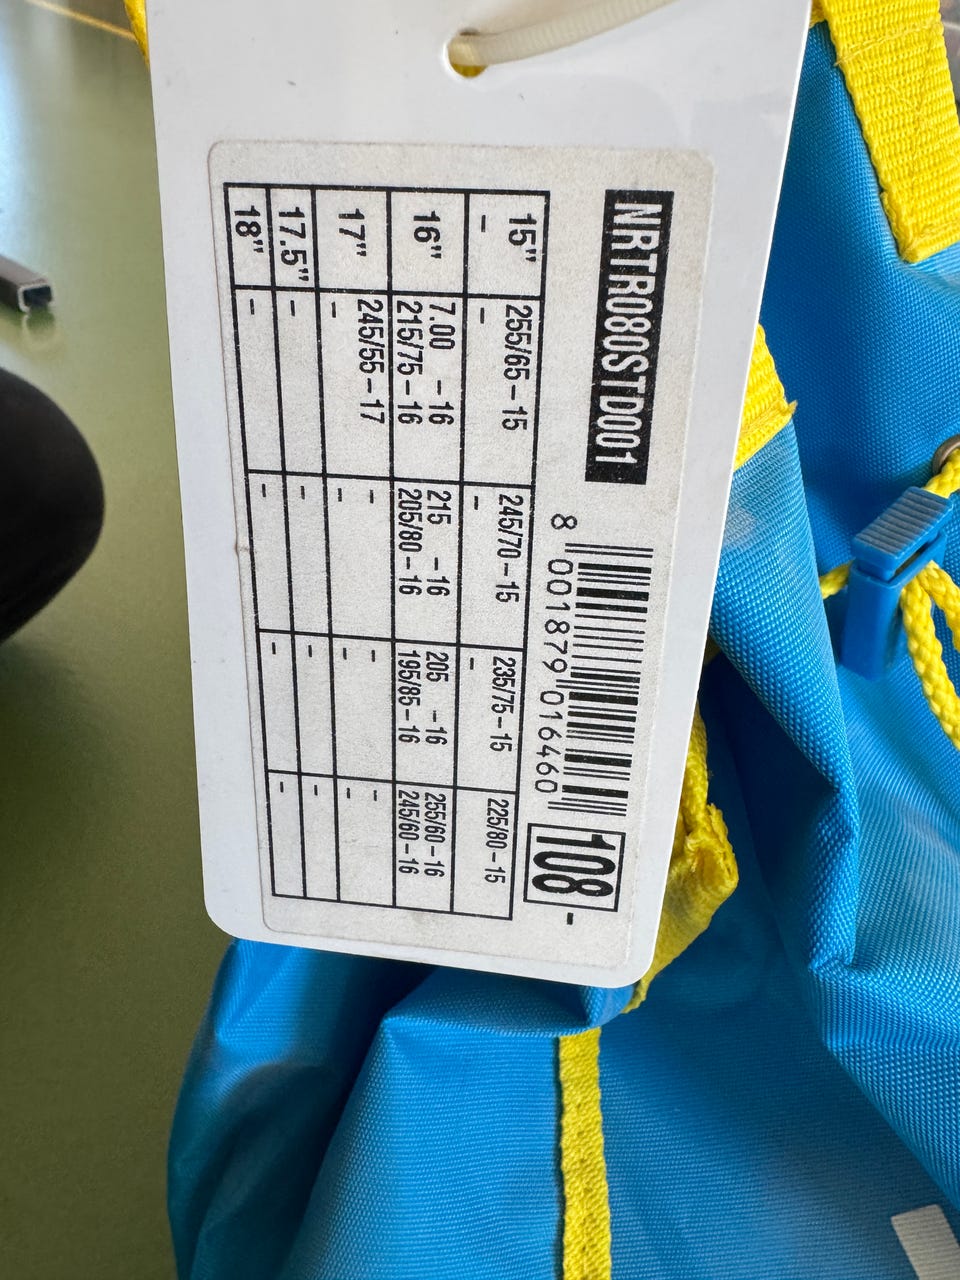 NRTR080STD001
8 001879 016460
108 -
15" 255/65-15 245/70-15 235/75-15 225/80-15
- - - -
16" 7.00 -16 215 -16 205 -16 255/60-16
215/75-16 205/80-16 195/85-16 245/60-16
17" 245/55-17 - - -
- - - -
17.5" - - - -
18" - - - -